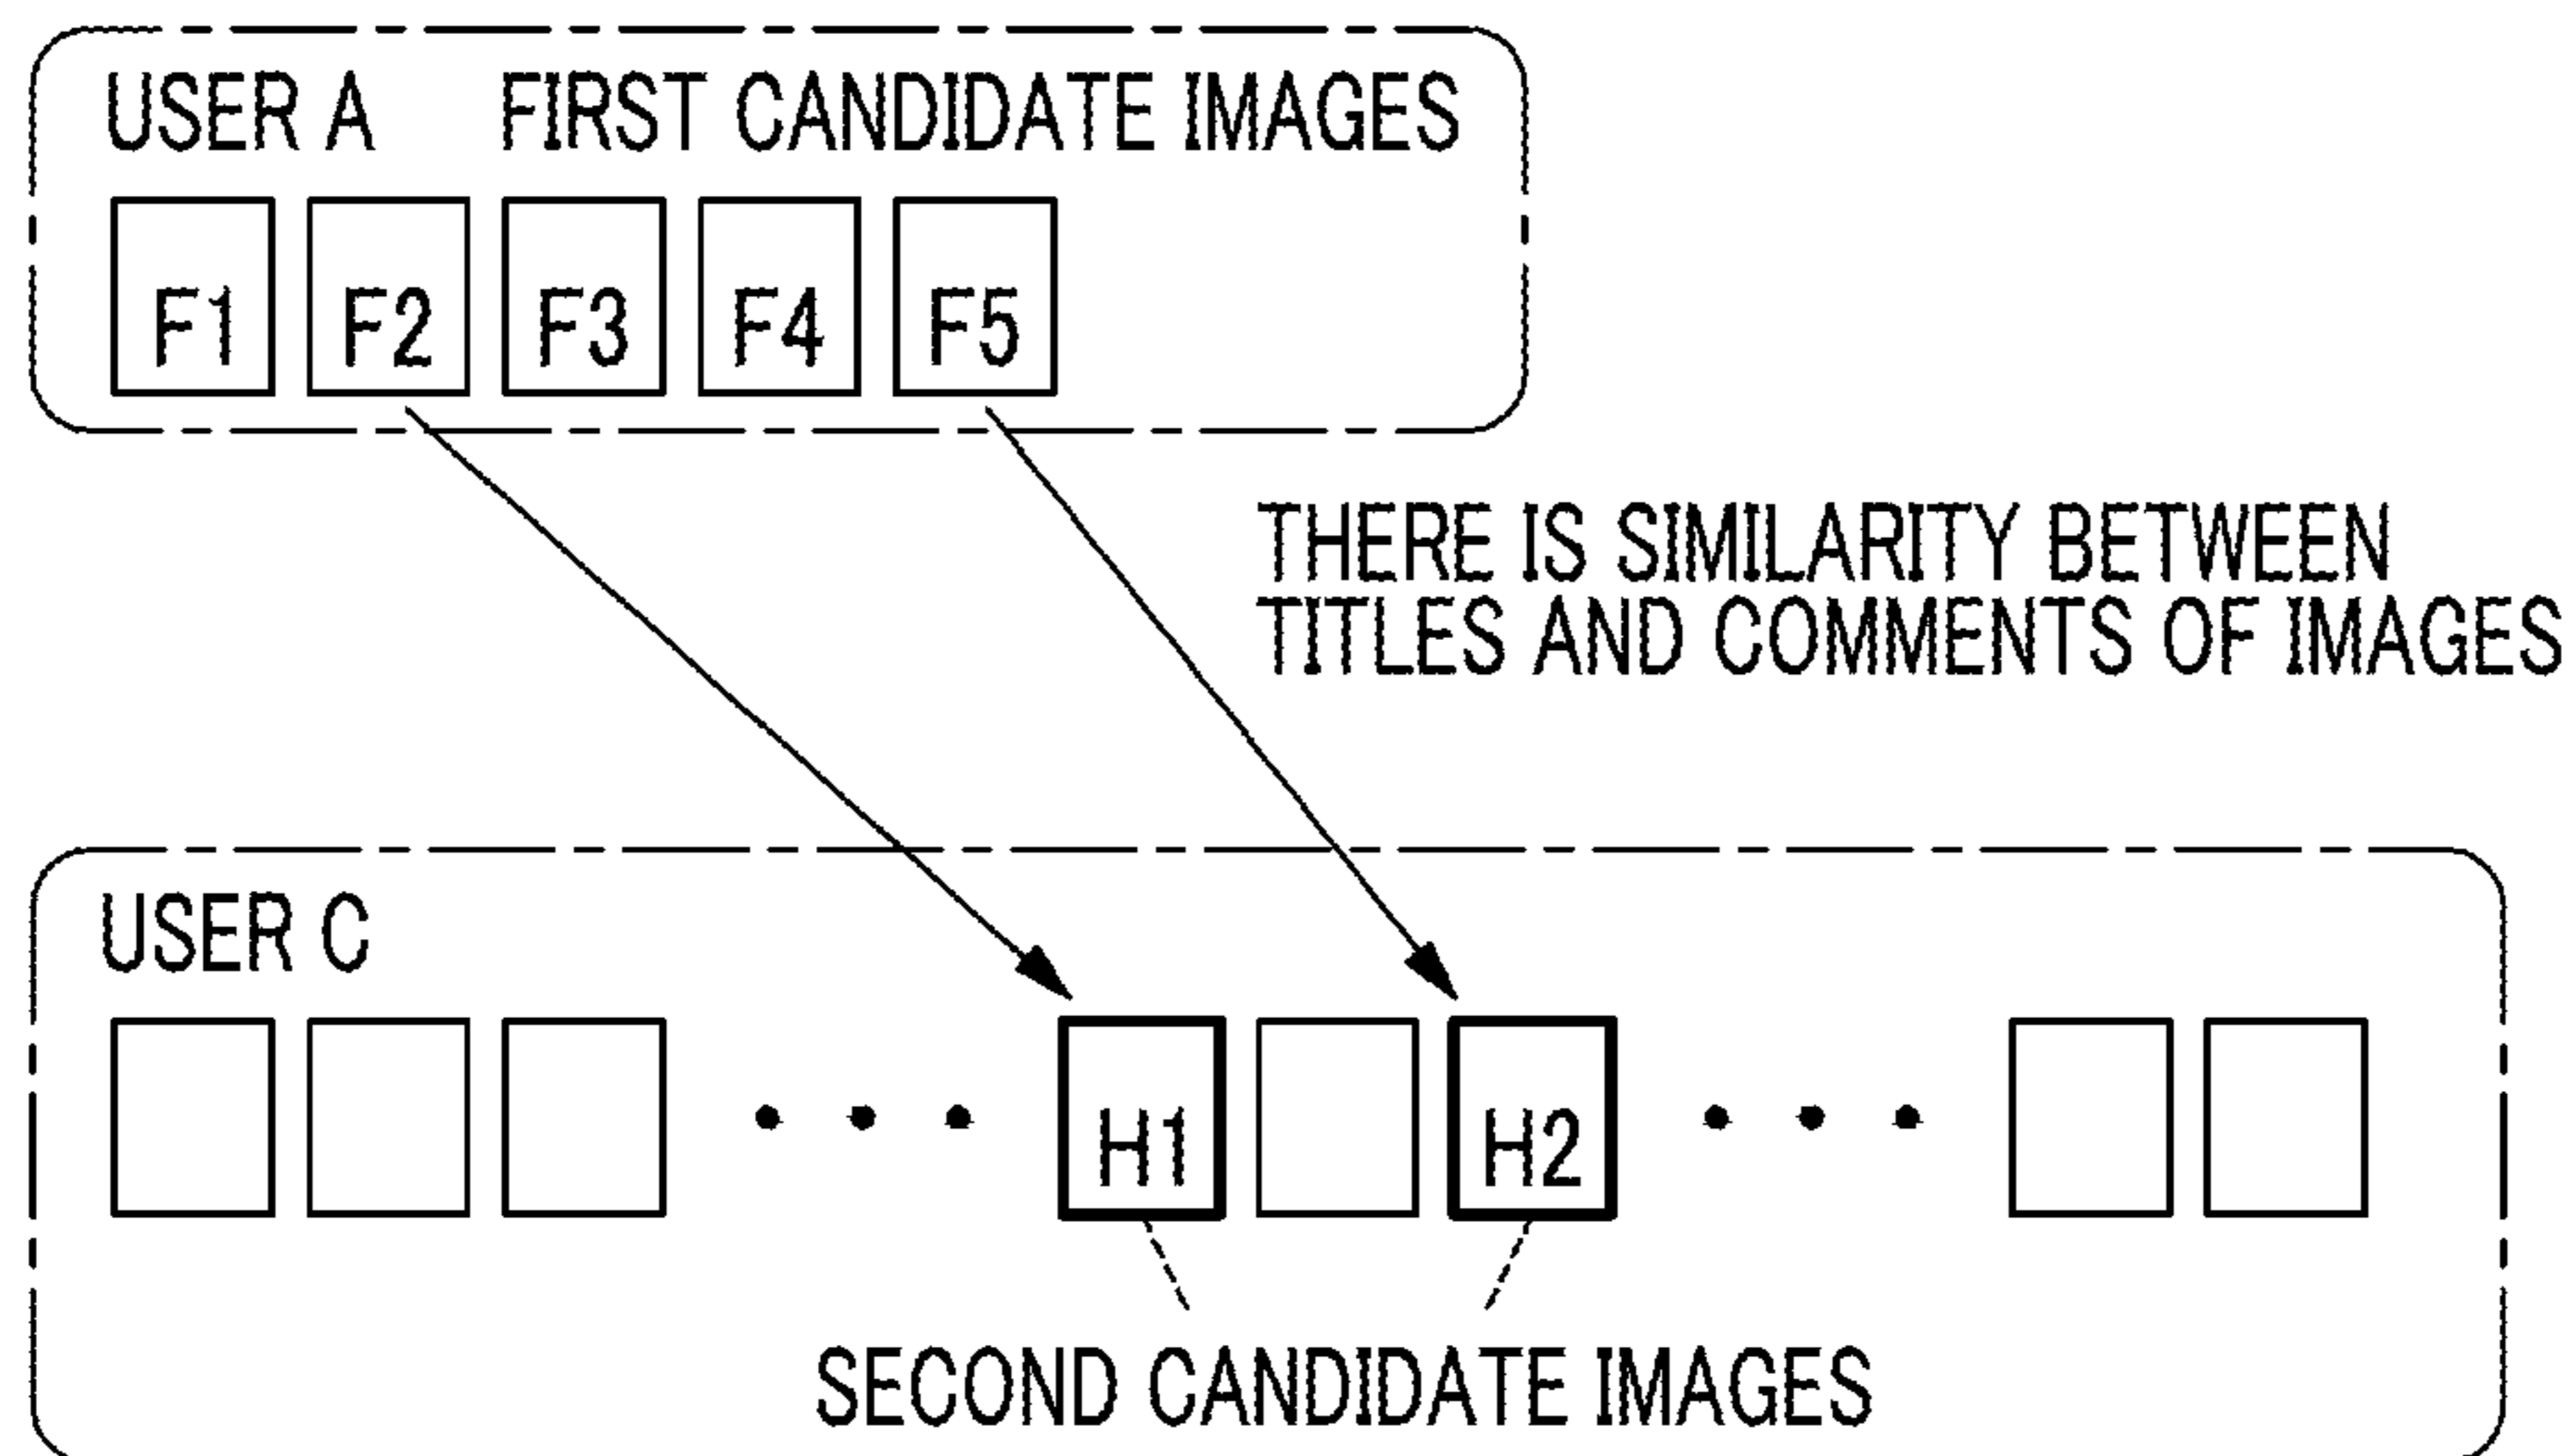 USER A FIRST CANDIDATE IMAGES
F1 F2 F3 F4 F5
THERE IS SIMILARITY BETWEEN
TITLES AND COMMENTS OF IMAGES
USER C
H1 H2
SECOND CANDIDATE IMAGES